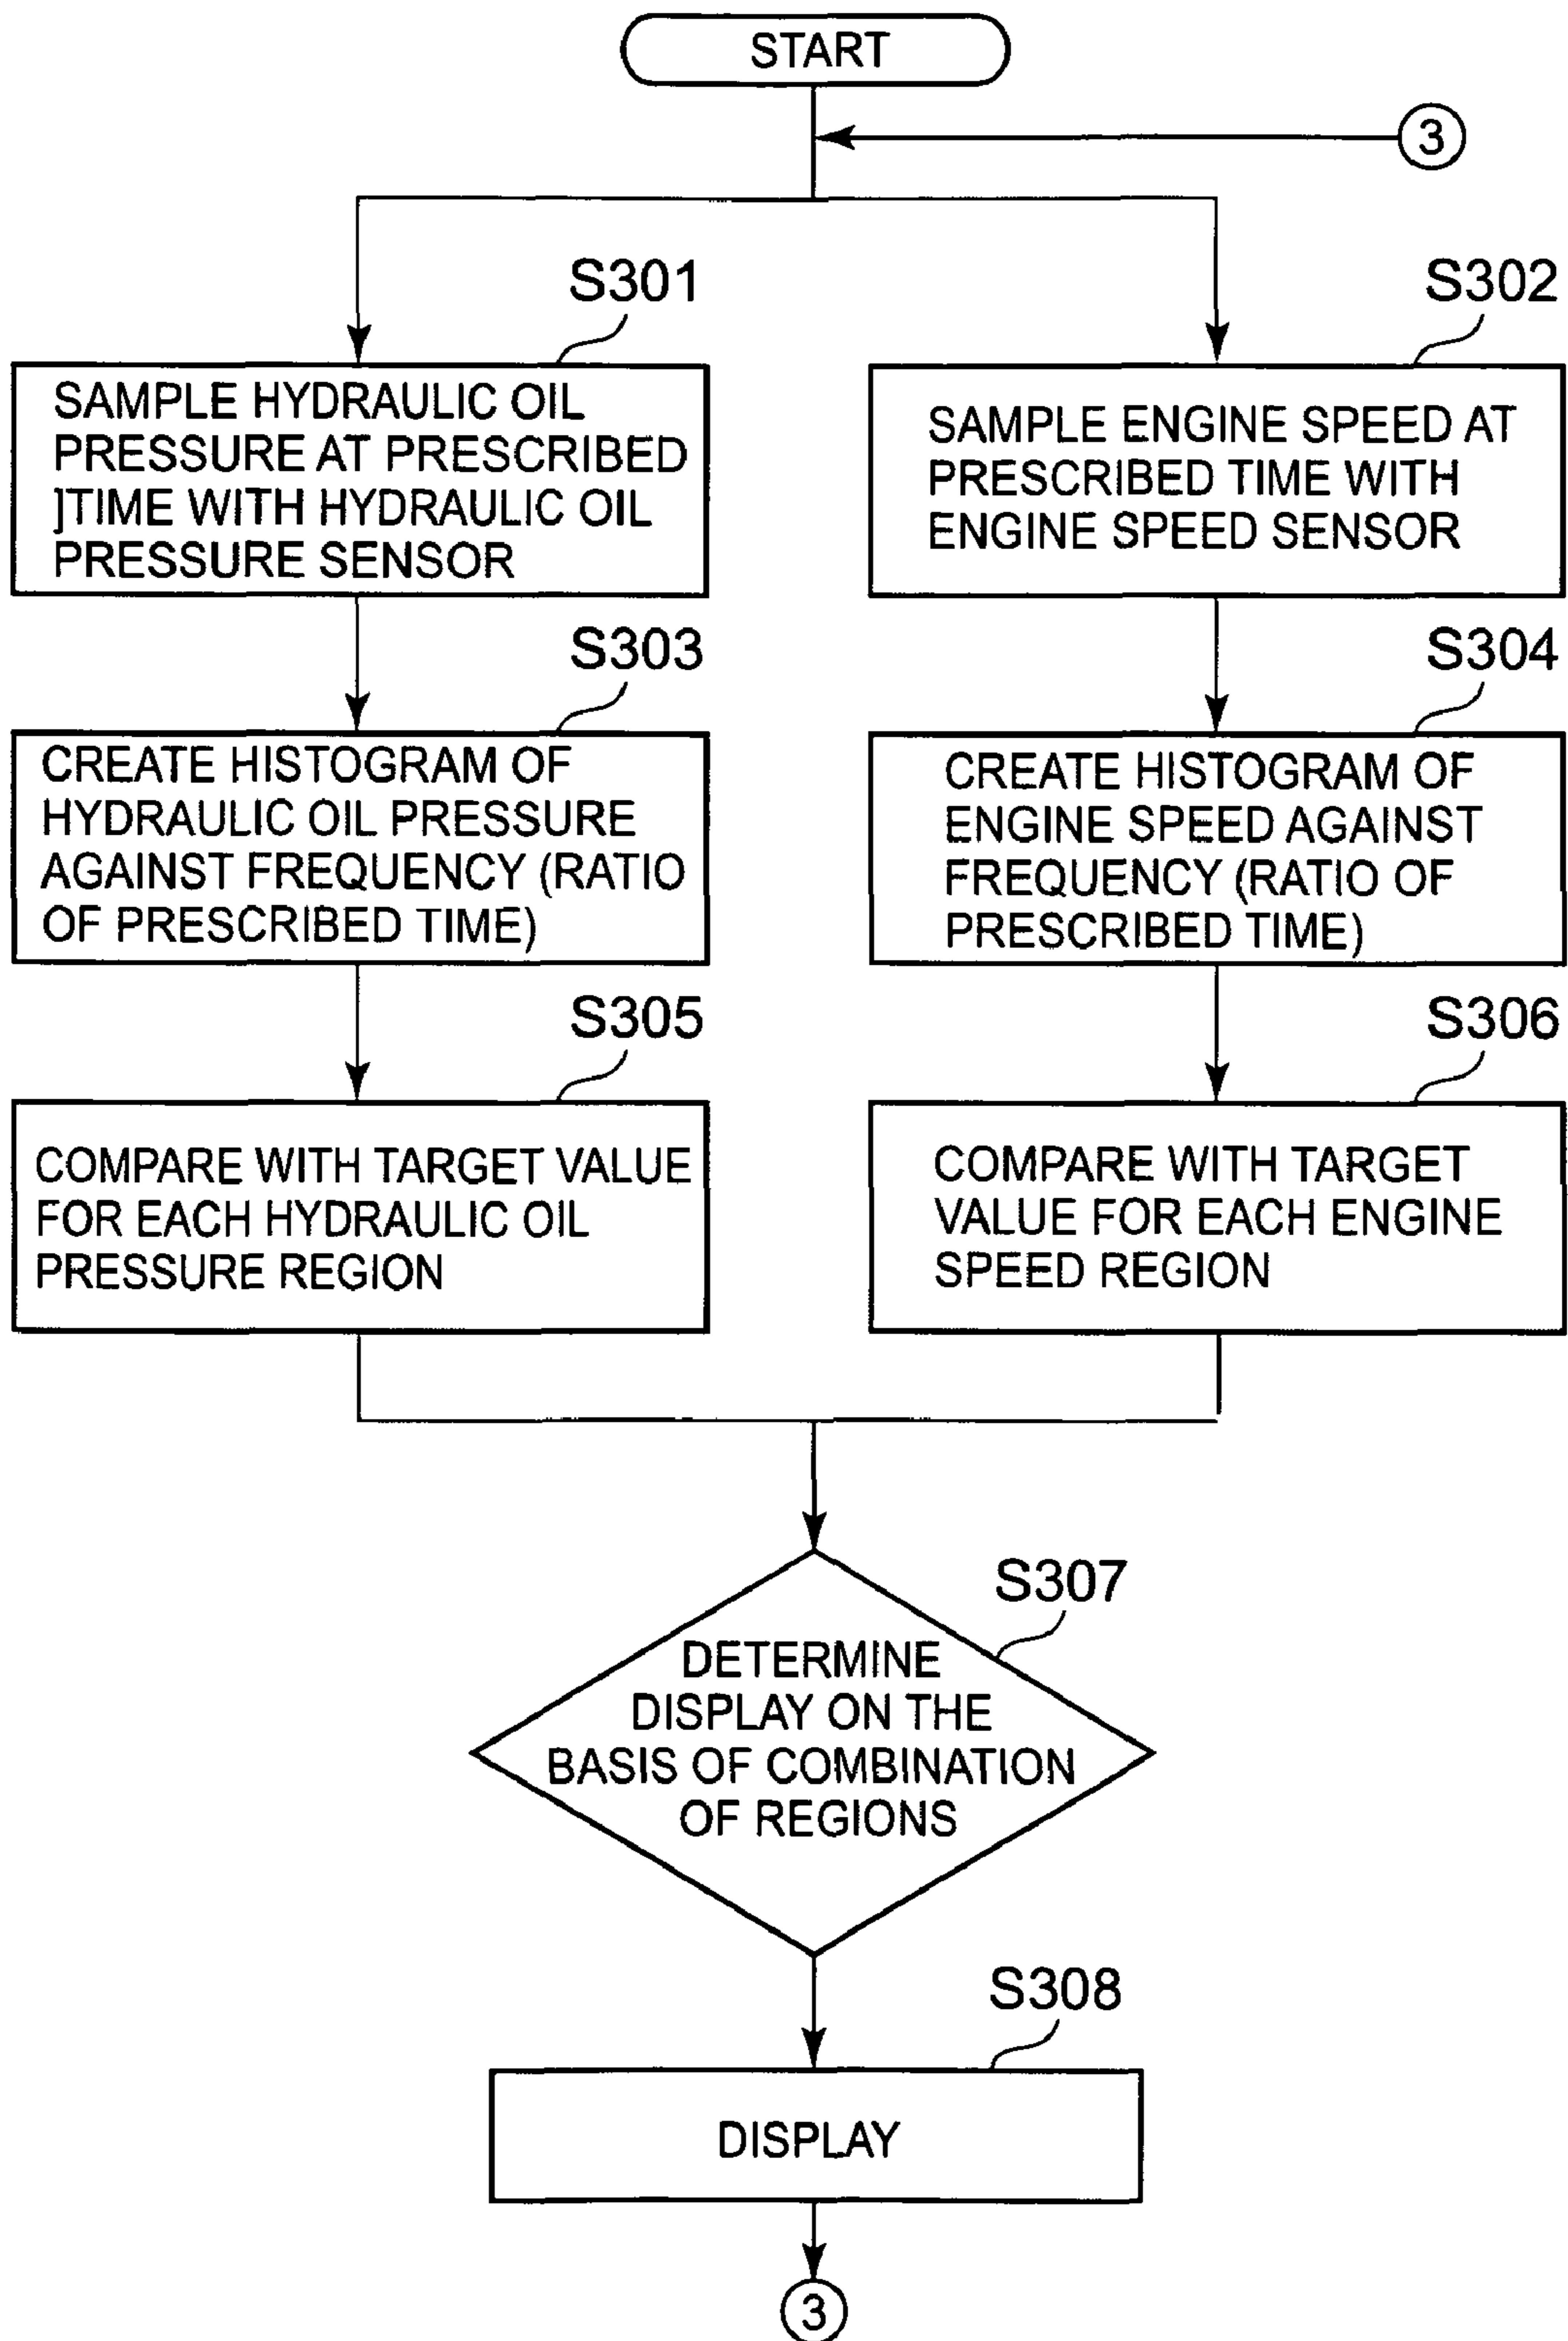 START
3
S301
SAMPLE HYDRAULIC OIL
PRESSURE AT PRESCRIBED
]TIME WITH HYDRAULIC OIL
PRESSURE SENSOR
S302
SAMPLE ENGINE SPEED AT
PRESCRIBED TIME WITH
ENGINE SPEED SENSOR
S303
CREATE HISTOGRAM OF
HYDRAULIC OIL PRESSURE
AGAINST FREQUENCY (RATIO
OF PRESCRIBED TIME)
S304
CREATE HISTOGRAM OF
ENGINE SPEED AGAINST
FREQUENCY (RATIO OF
PRESCRIBED TIME)
S305
COMPARE WITH TARGET VALUE
FOR EACH HYDRAULIC OIL
PRESSURE REGION
S306
COMPARE WITH TARGET
VALUE FOR EACH ENGINE
SPEED REGION
S307
DETERMINE
DISPLAY ON THE
BASIS OF COMBINATION
OF REGIONS
S308
DISPLAY
3